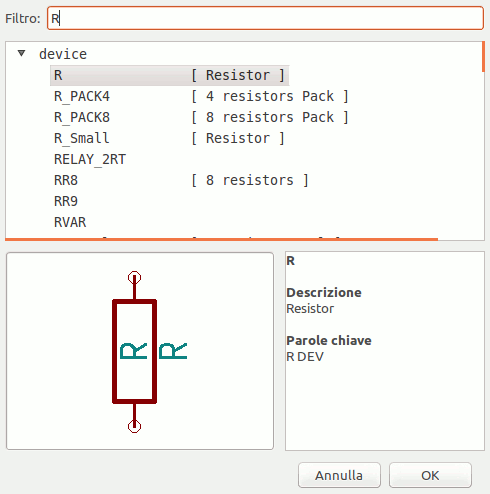 Filtro: R
device
R [ Resistor ]
R_PACK4 [ 4 resistors Pack ]
R_PACK8 [ 8 resistors Pack ]
R_Small [ Resistor ]
RELAY_2RT
RR8 [ 8 resistors ]
RR9
RVAR
R R
R
Descrizione
Resistor
Parole chiave
R DEV
Annulla OK